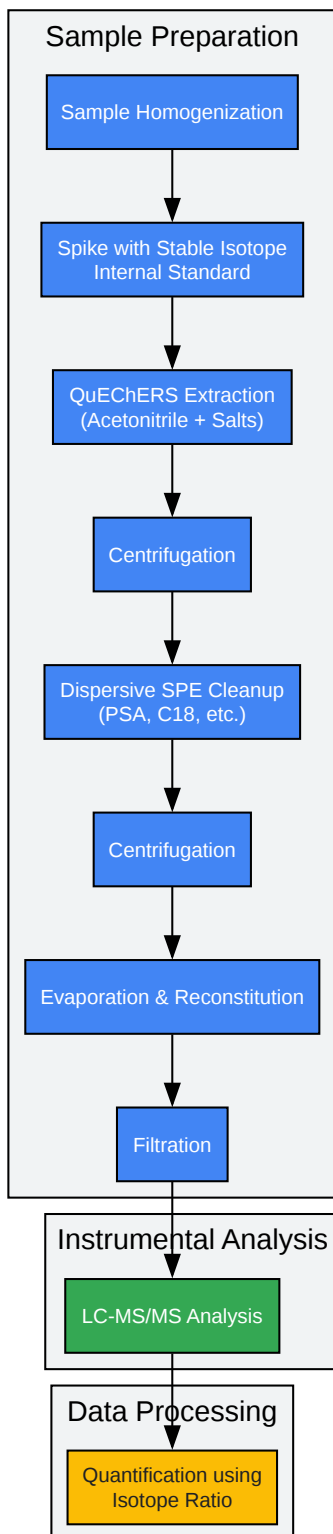 Sample Preparation
Sample Homogenization
Spike with Stable Isotope
Internal Standard
QuEChERS Extraction
(Acetonitrile + Salts)
Centrifugation
Dispersive SPE Cleanup
(PSA, C18, etc.)
Centrifugation
Evaporation & Reconstitution
Filtration
Instrumental Analysis
LC-MS/MS Analysis
Data Processing
Quantification using
Isotope Ratio